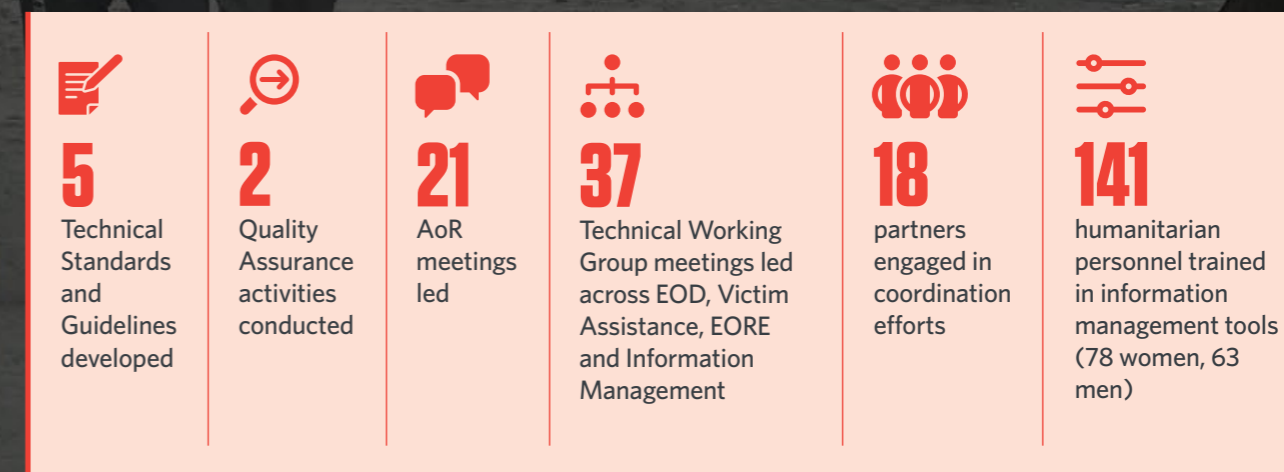 5
Technical
Standards
and
Guidelines
developed
2
Quality
Assurance
activities
conducted
21
AoR
meetings
led
37
Technical Working
Group meetings led
across EOD, Victim
Assistance, EORE
and Information
Management
18
partners
engaged in
coordination
efforts
141
humanitarian
personnel trained
in information
management tools
(78 women, 63
men)